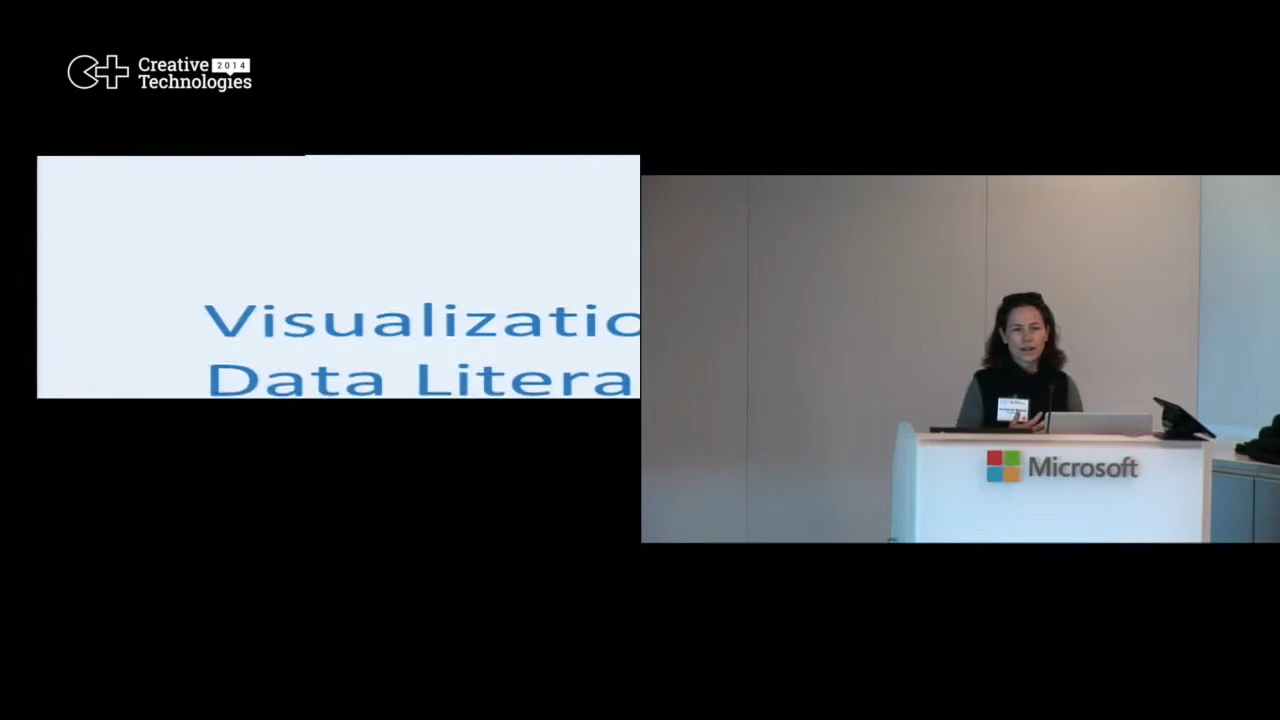 Creative 2014
Technologies
Visualizatio
Data Litera
Microsoft